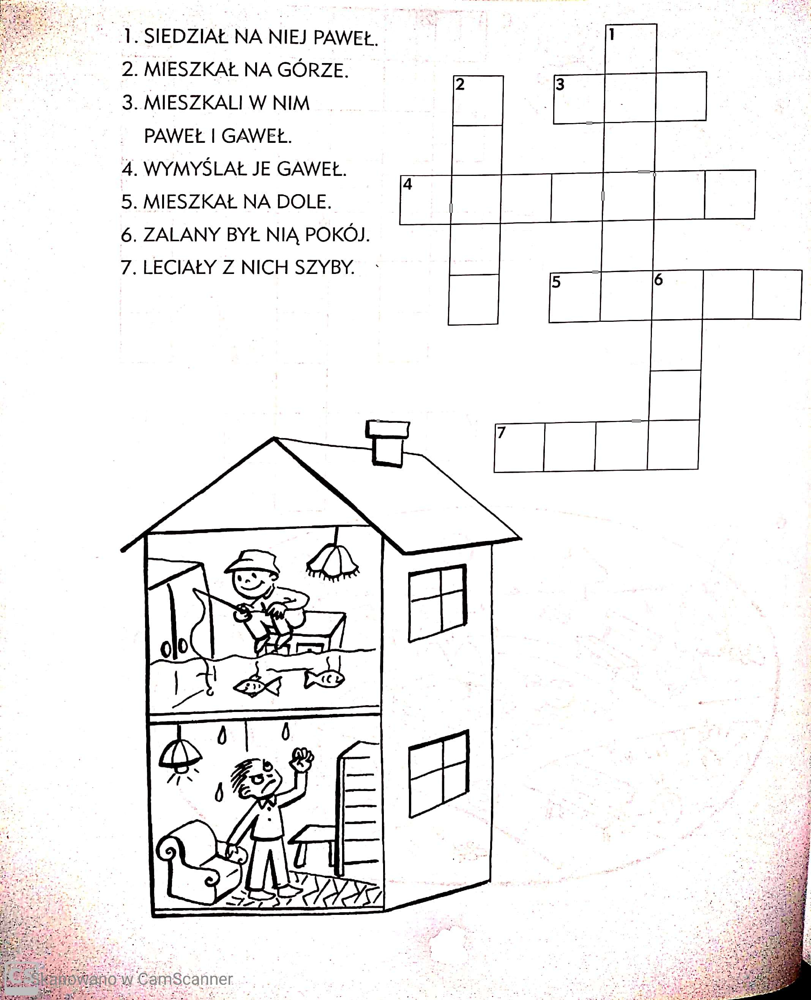 1. SIEDZIAŁ NA NIEJ PAWEŁ.
2. MIESZKAŁ NA GÓRZE.
3. MIESZKALI W NIM
PAWEŁ I GAWEŁ.
4. WYMYŚLAŁ JE GAWEŁ.
5. MIESZKAŁ NA DOLE.
6. ZALANY BYŁ NIĄ POKÓJ.
7. LECIAŁY Z NICH SZYBY.
1
2
3
4
5
6
7
CS Skanowano w CamScanner